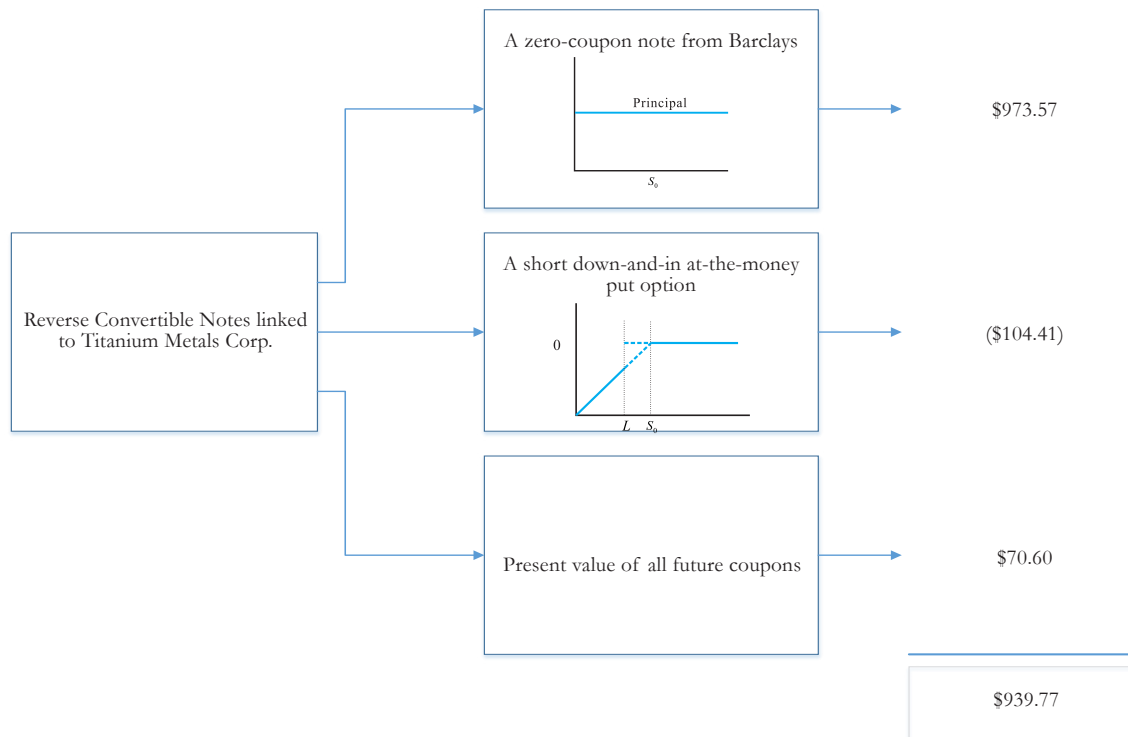 A zero-coupon note from Barclays
Principal
S₀
$973.57
Reverse Convertible Notes linked
to Titanium Metals Corp.
A short down-and-in at-the-money
put option
0
L S₀
($104.41)
Present value of all future coupons
$70.60
$939.77